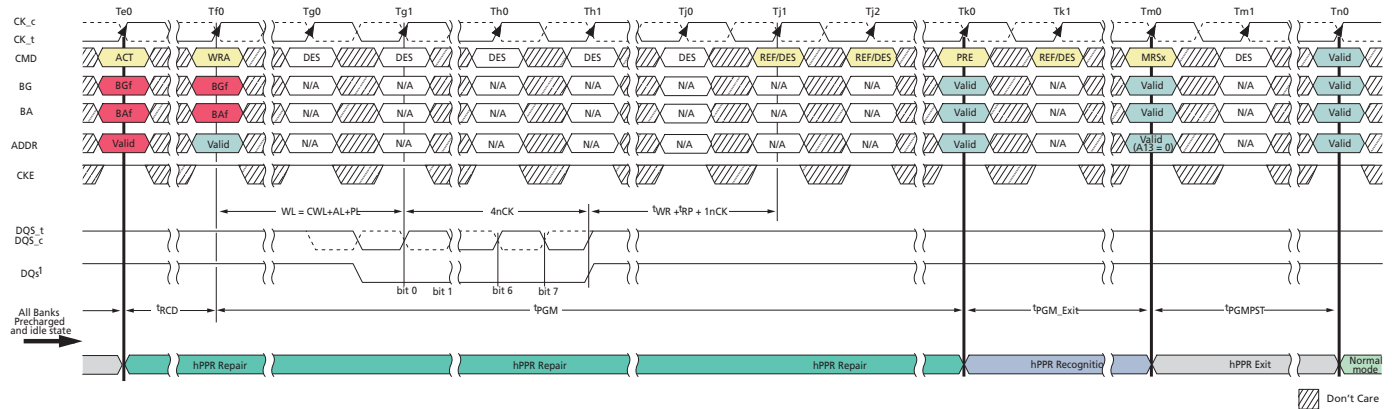 Te0 Tf0 Tg0 Tg1 Th0 Th1 Tj0 Tj1 Tj2 Tk0 Tk1 Tm0 Tm1 Tn0
CK_c
CK_t
CMD ACT WRA DES DES DES DES DES REF/DES REF/DES PRE REF/DES MRSx DES Valid
BG BGf BGf N/A N/A N/A N/A N/A N/A N/A Valid N/A Valid N/A Valid
BA BAf BAf N/A N/A N/A N/A N/A N/A N/A Valid N/A Valid N/A Valid
ADDR Valid Valid N/A N/A N/A N/A N/A N/A N/A Valid N/A Valid N/A Valid
(A13 = 0)
CKE
WL = CWL+AL+PL 4nCK tWR +tRP + 1nCK
DQS_t
DQS_c
DQs1
bit 0 bit 1 bit 6 bit 7
All Banks
Precharged
and idle state
tRCD tPGM tPGM_Exit tPGMPST
hPPR Repair hPPR Repair hPPR Repair hPPR Recognitio hPPR Exit Normal
mode
Don't Care